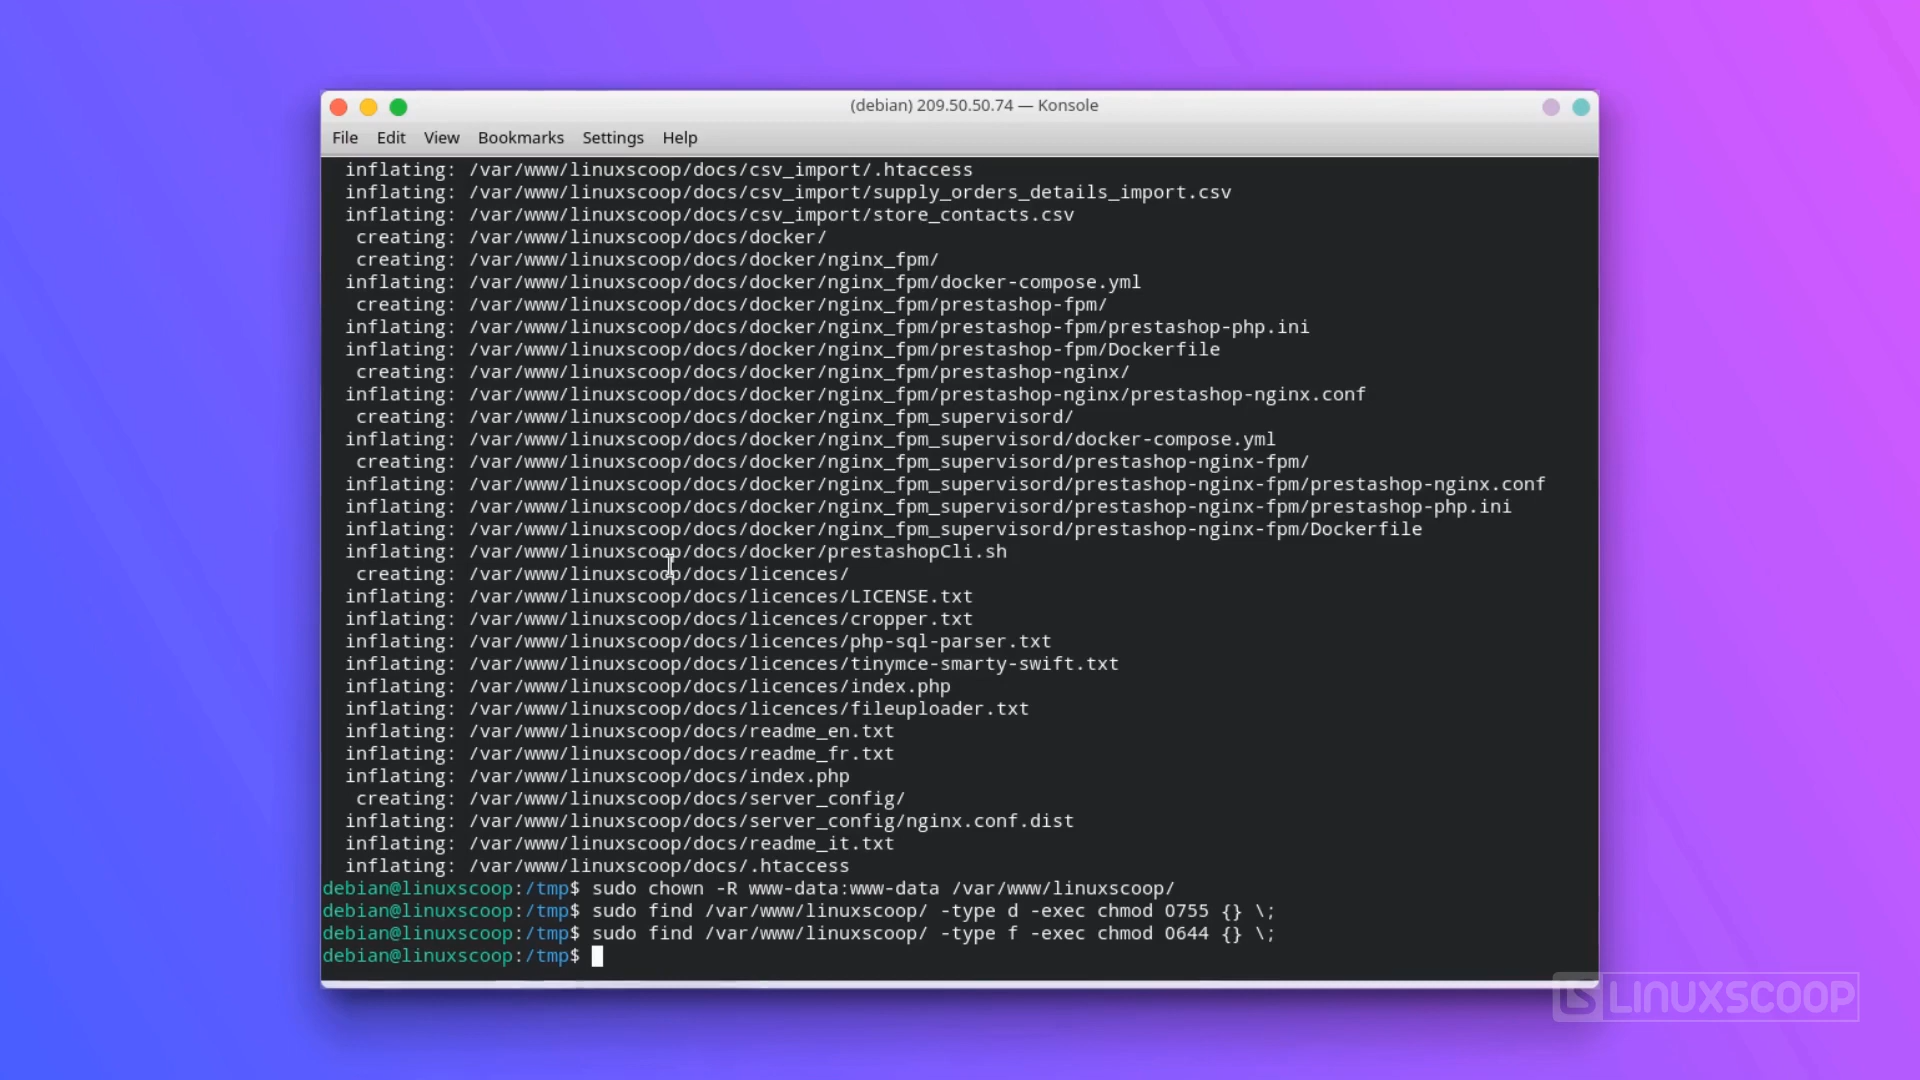 (debian) 209.50.50.74 — Konsole
File Edit View Bookmarks Settings Help
inflating: /var/www/linuxscoop/docs/csv_import/.htaccess
inflating: /var/www/linuxscoop/docs/csv_import/supply_orders_details_import.csv
inflating: /var/www/linuxscoop/docs/csv_import/store_contacts.csv
creating: /var/www/linuxscoop/docs/docker/
creating: /var/www/linuxscoop/docs/docker/nginx_fpm/
inflating: /var/www/linuxscoop/docs/docker/nginx_fpm/docker-compose.yml
creating: /var/www/linuxscoop/docs/docker/nginx_fpm/prestashop-fpm/
inflating: /var/www/linuxscoop/docs/docker/nginx_fpm/prestashop-fpm/prestashop-php.ini
inflating: /var/www/linuxscoop/docs/docker/nginx_fpm/prestashop-fpm/Dockerfile
creating: /var/www/linuxscoop/docs/docker/nginx_fpm/prestashop-nginx/
inflating: /var/www/linuxscoop/docs/docker/nginx_fpm/prestashop-nginx/prestashop-nginx.conf
creating: /var/www/linuxscoop/docs/docker/nginx_fpm_supervisord/
inflating: /var/www/linuxscoop/docs/docker/nginx_fpm_supervisord/docker-compose.yml
creating: /var/www/linuxscoop/docs/docker/nginx_fpm_supervisord/prestashop-nginx-fpm/
inflating: /var/www/linuxscoop/docs/docker/nginx_fpm_supervisord/prestashop-nginx-fpm/prestashop-nginx.conf
inflating: /var/www/linuxscoop/docs/docker/nginx_fpm_supervisord/prestashop-nginx-fpm/prestashop-php.ini
inflating: /var/www/linuxscoop/docs/docker/nginx_fpm_supervisord/prestashop-nginx-fpm/Dockerfile
inflating: /var/www/linuxscoop/docs/docker/prestashopCli.sh
creating: /var/www/linuxscoop/docs/licences/
inflating: /var/www/linuxscoop/docs/licences/LICENSE.txt
inflating: /var/www/linuxscoop/docs/licences/cropper.txt
inflating: /var/www/linuxscoop/docs/licences/php-sql-parser.txt
inflating: /var/www/linuxscoop/docs/licences/tinymce-smarty-swift.txt
inflating: /var/www/linuxscoop/docs/licences/index.php
inflating: /var/www/linuxscoop/docs/licences/fileuploader.txt
inflating: /var/www/linuxscoop/docs/readme_en.txt
inflating: /var/www/linuxscoop/docs/readme_fr.txt
inflating: /var/www/linuxscoop/docs/index.php
creating: /var/www/linuxscoop/docs/server_config/
inflating: /var/www/linuxscoop/docs/server_config/nginx.conf.dist
inflating: /var/www/linuxscoop/docs/readme_it.txt
inflating: /var/www/linuxscoop/docs/.htaccess
debian@linuxscoop:/tmp$ sudo chown -R www-data:www-data /var/www/linuxscoop/
debian@linuxscoop:/tmp$ sudo find /var/www/linuxscoop/ -type d -exec chmod 0755 {} \;
debian@linuxscoop:/tmp$ sudo find /var/www/linuxscoop/ -type f -exec chmod 0644 {} \;
debian@linuxscoop:/tmp$
LINUXSCOOP